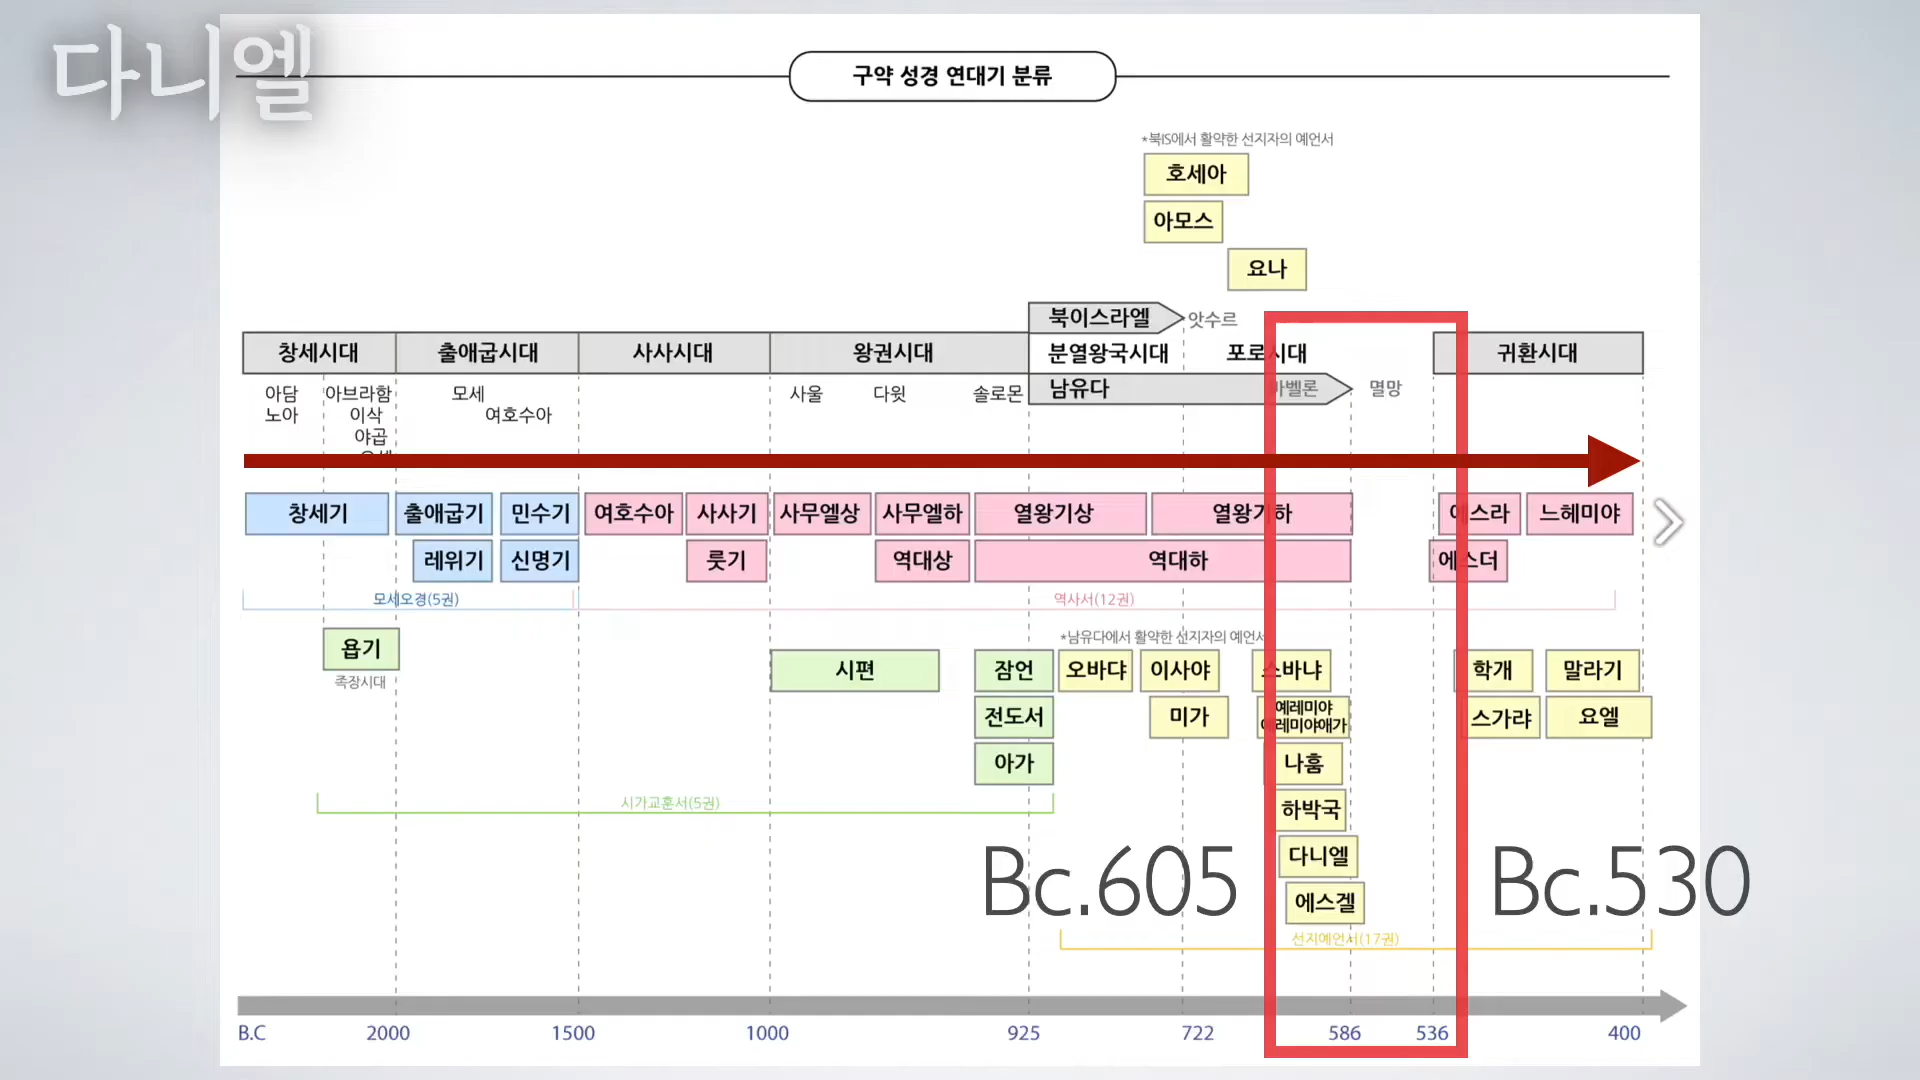 다니엘
구약 성경 연대기 분류
*북IS에서 활약한 선지자의 예언서
호세아
아모스
요나
북이스라엘
앗수르
창세시대
출애굽시대
사사시대
왕권시대
분열왕국시대
포로시대
귀환시대
남유다
바벨론
멸망
아담
노아
아브라함
이삭
야곱
모세
여호수아
사울
다윗
솔로몬
창세기
출애굽기
민수기
여호수아
사사기
사무엘상
사무엘하
열왕기상
열왕기하
에스라
느헤미야
레위기
신명기
룻기
역대상
역대하
에스더
모세오경(5권)
역사서(12권)
욥기
족장시대
*남유다에서 활약한 선지자의 예언서
시편
잠언
오바댜
이사야
스바냐
학개
말라기
전도서
미가
예레미야
예레미야애가
스가랴
요엘
아가
나훔
시가교훈서(5권)
하박국
다니엘
에스겔
Bc.605
Bc.530
선지예언서(17권)
B.C 2000 1500 1000 925 722 586 536 400